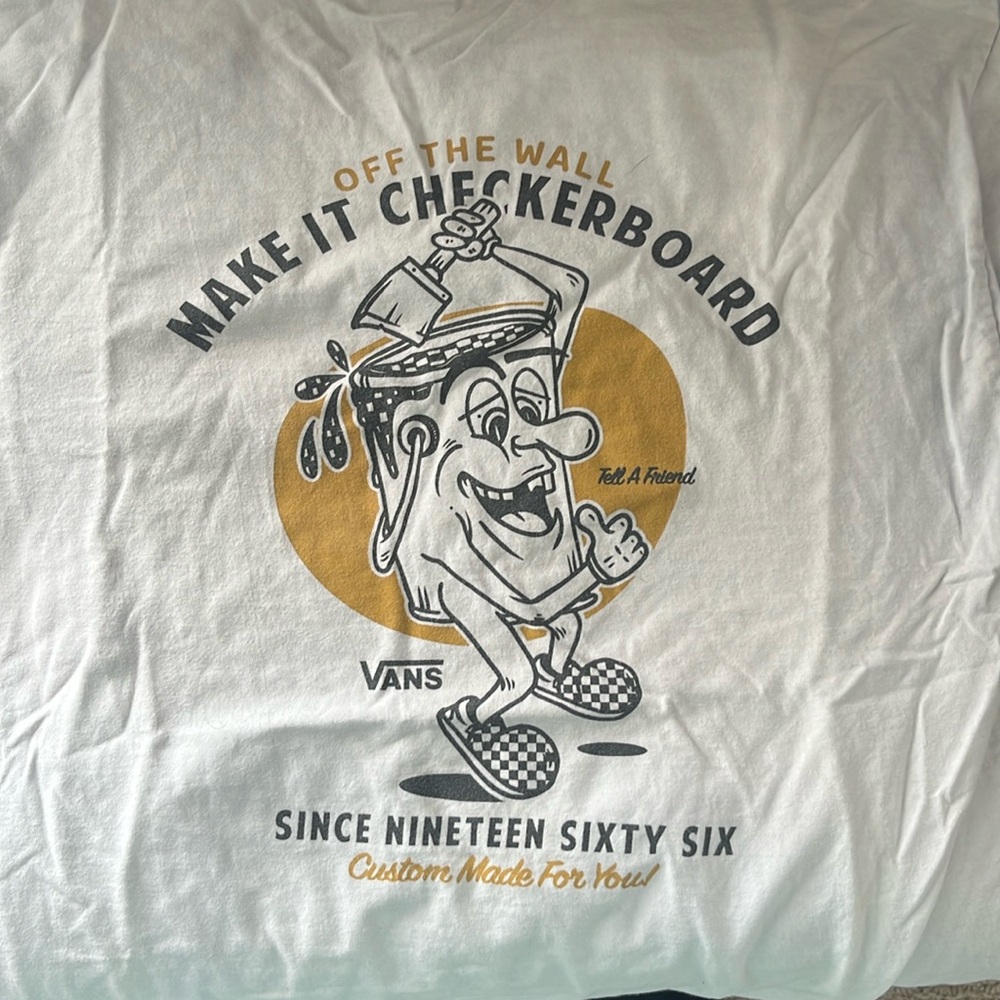 OFF THE WALL
MAKE IT CHECKERBOARD
Tell A Friend
VANS
SINCE NINETEEN SIXTY SIX
Custom Made For You!